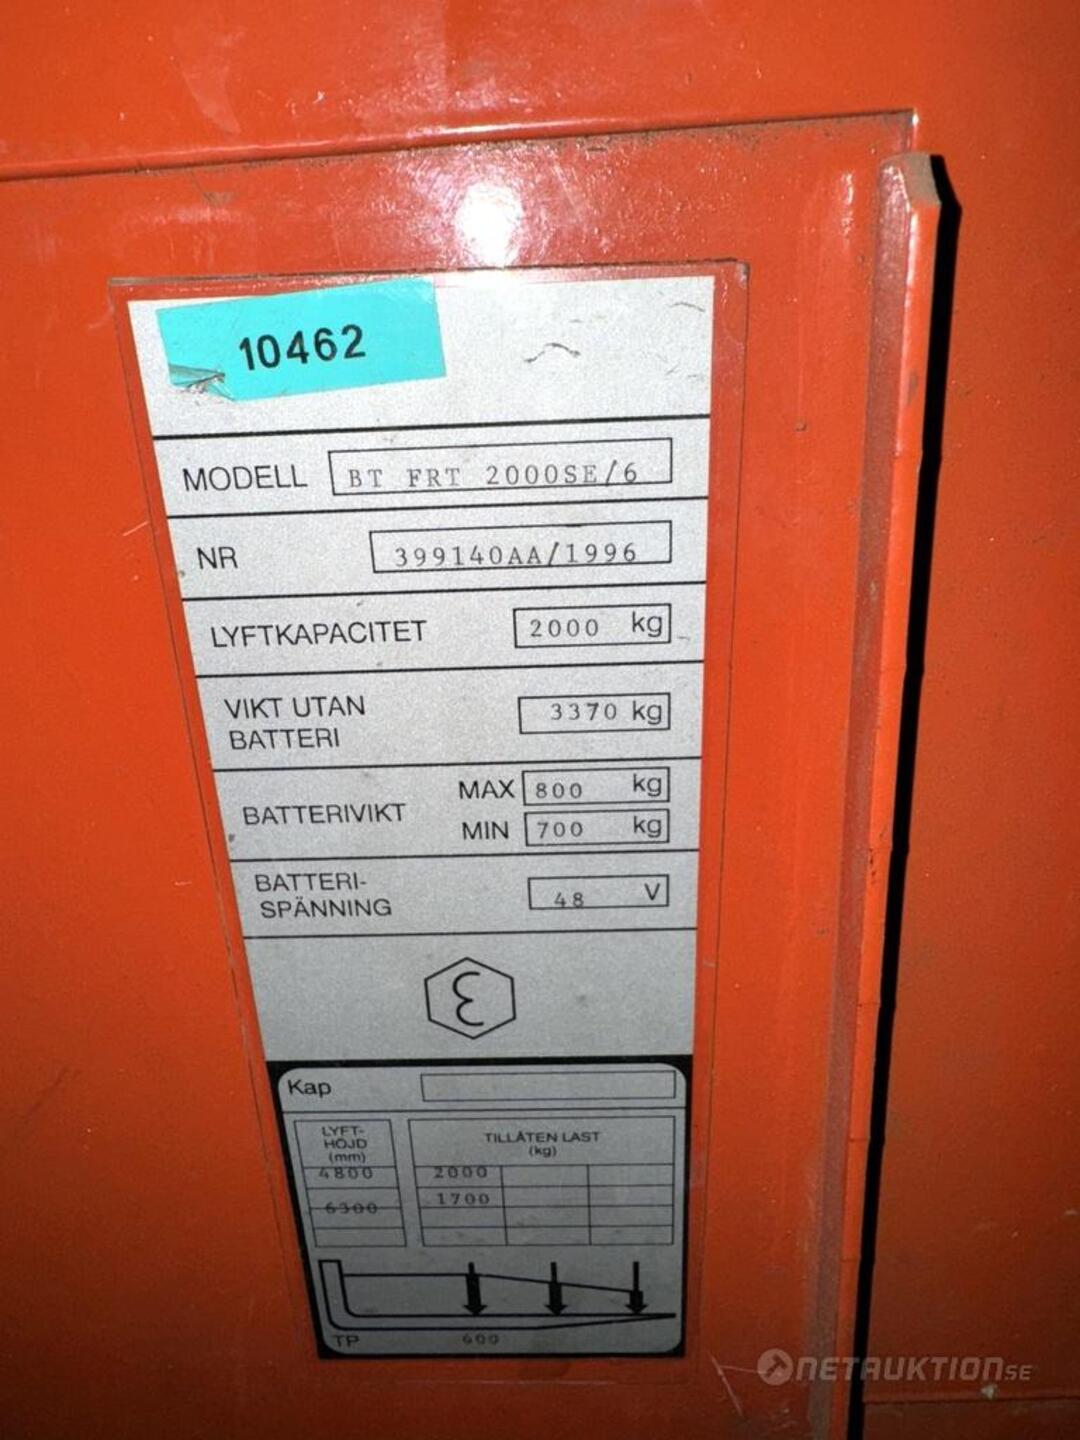 10462
MODELL BT FRT 2000SE/6
NR 399140AA/1996
LYFTKAPACITET 2000 kg
VIKT UTAN
BATTERI 3370 kg
BATTERIVIKT MAX 800 kg
MIN 700 kg
BATTERI-
SPÄNNING 48 V
Kap
LYFT-
HÖJD
(mm)
TILLÅTEN LAST
(kg)
4800 2000
6300 1700
TP 600
NETAUKTION.SE